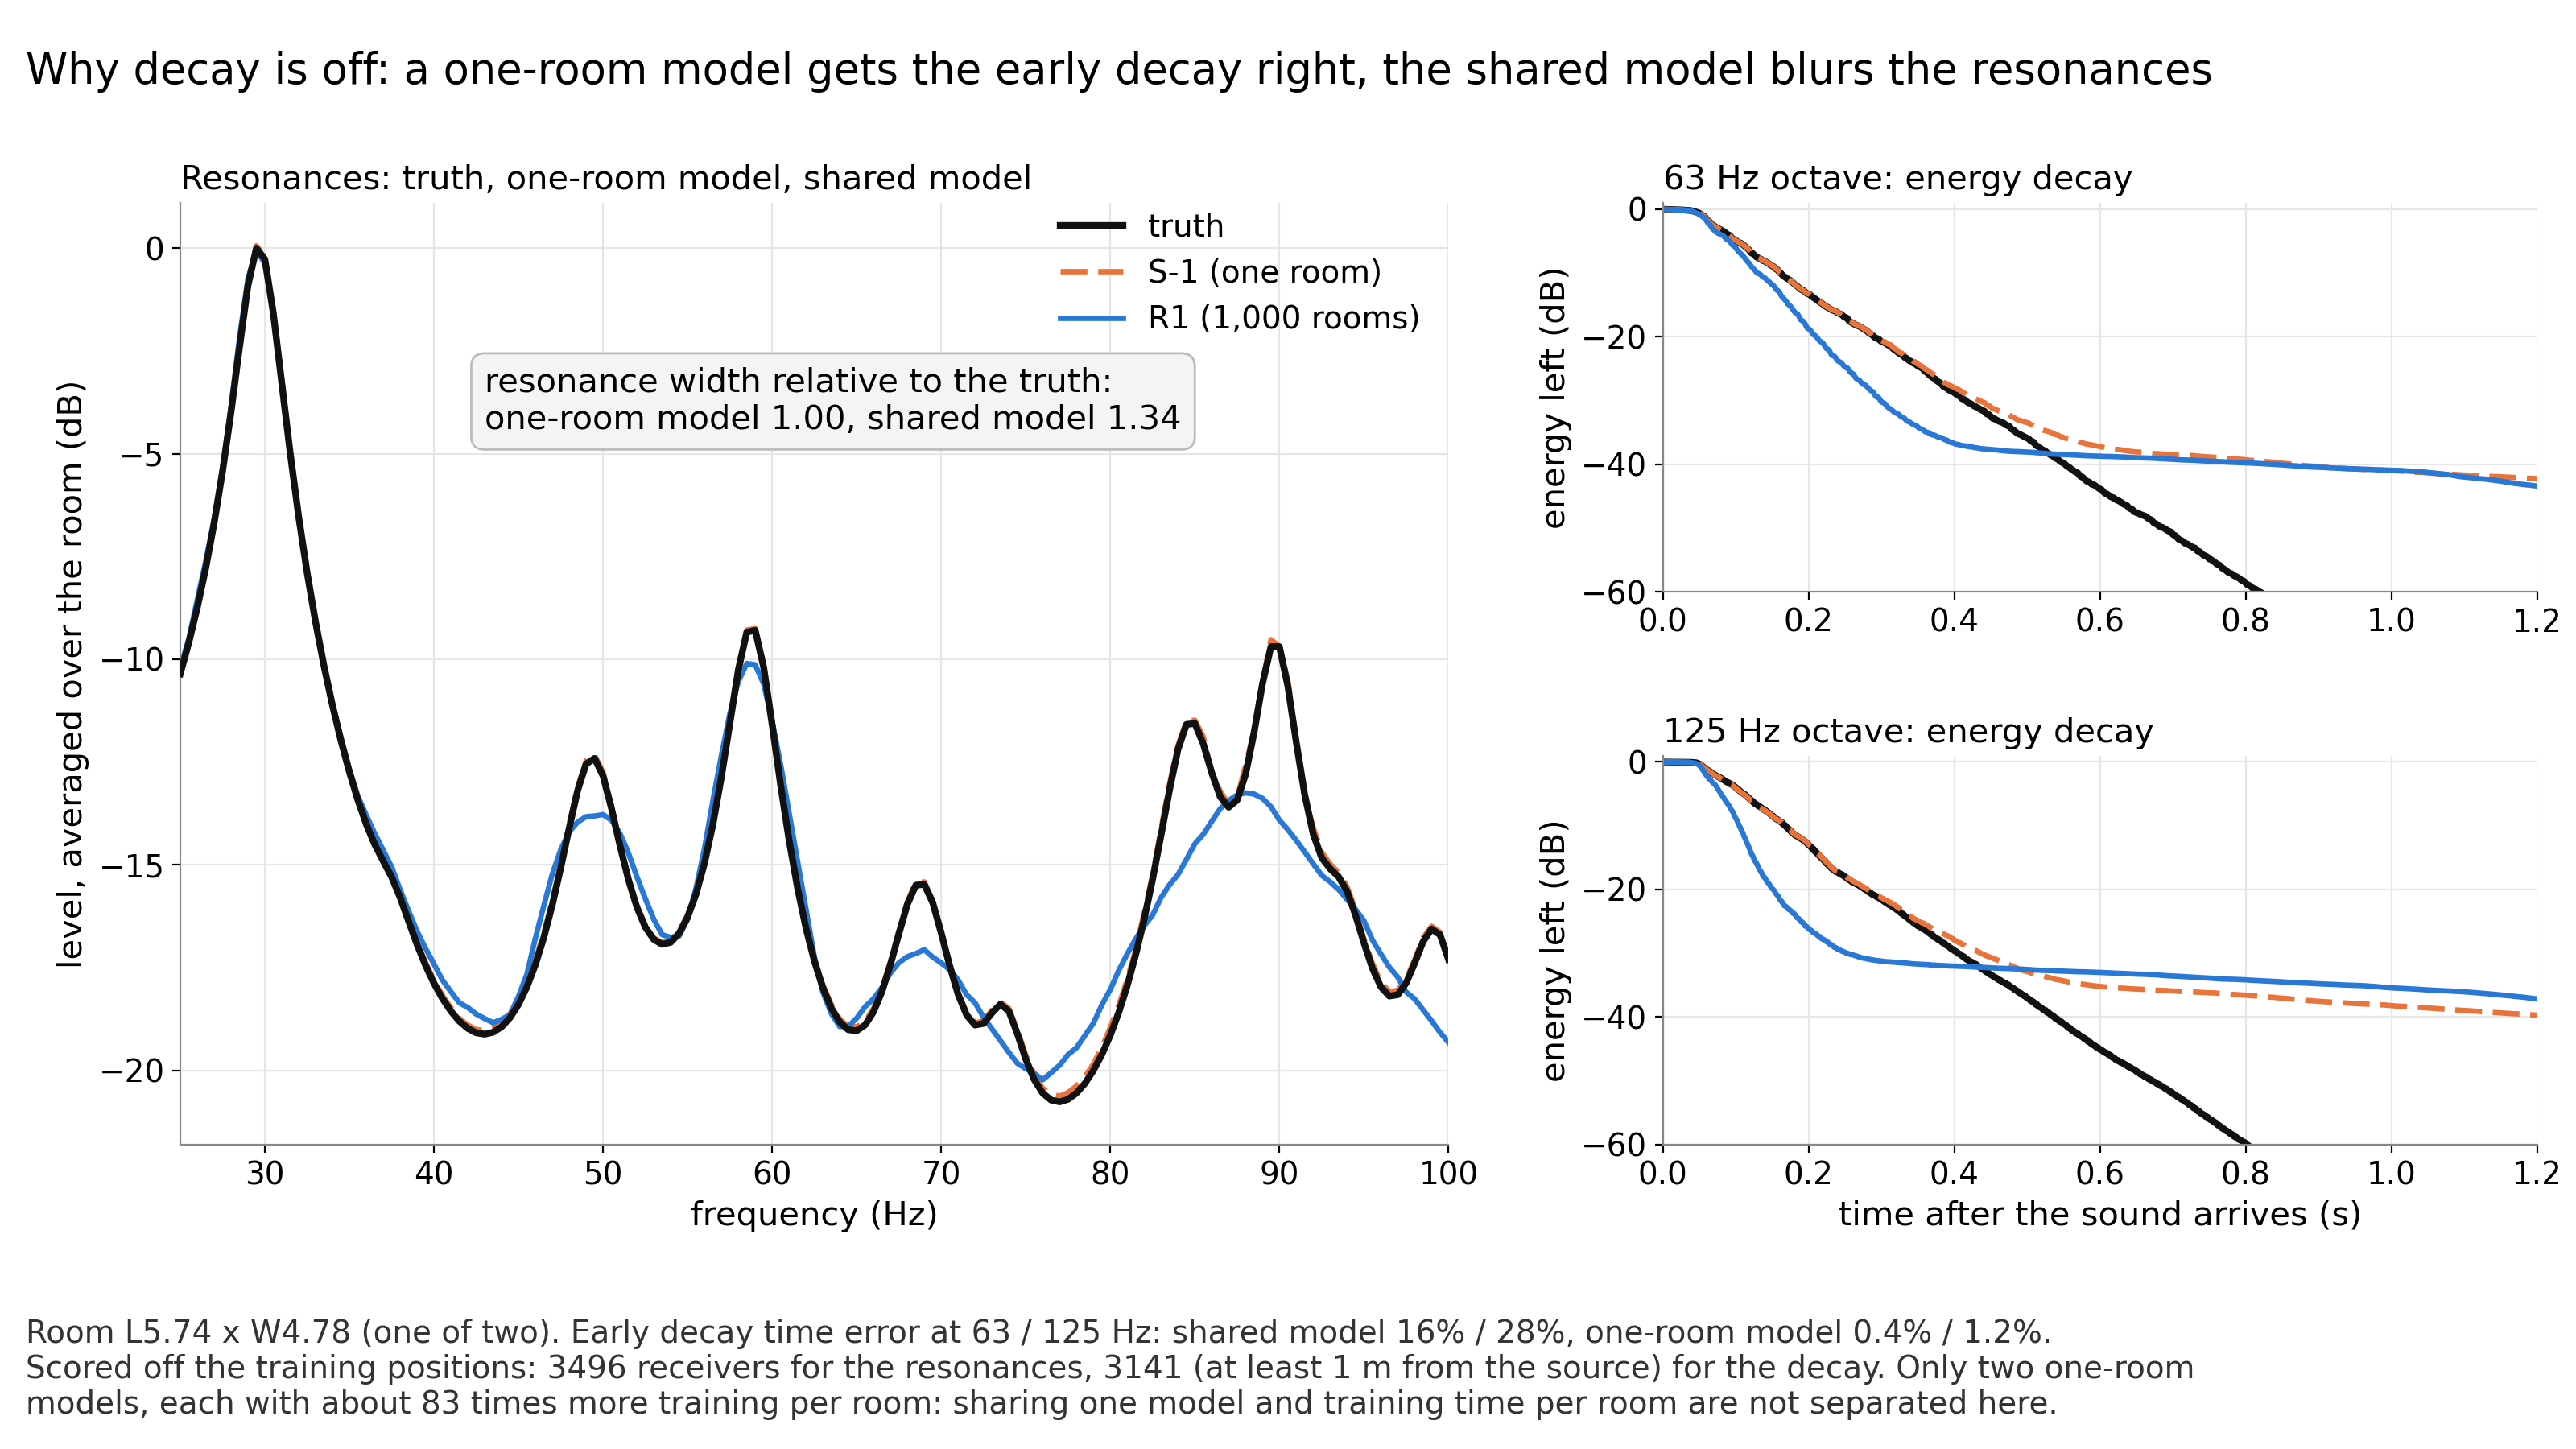 Why decay is off: a one-room model gets the early decay right, the shared model blurs the resonances
Resonances: truth, one-room model, shared model
truth
S-1 (one room)
R1 (1,000 rooms)
resonance width relative to the truth:
one-room model 1.00, shared model 1.34
level, averaged over the room (dB)
0
−5
−10
−15
−20
30 40 50 60 70 80 90 100
frequency (Hz)
63 Hz octave: energy decay
energy left (dB)
0
−20
−40
−60
0.0 0.2 0.4 0.6 0.8 1.0 1.2
125 Hz octave: energy decay
energy left (dB)
0
−20
−40
−60
0.0 0.2 0.4 0.6 0.8 1.0 1.2
time after the sound arrives (s)
Room L5.74 x W4.78 (one of two). Early decay time error at 63 / 125 Hz: shared model 16% / 28%, one-room model 0.4% / 1.2%.
Scored off the training positions: 3496 receivers for the resonances, 3141 (at least 1 m from the source) for the decay. Only two one-room
models, each with about 83 times more training per room: sharing one model and training time per room are not separated here.